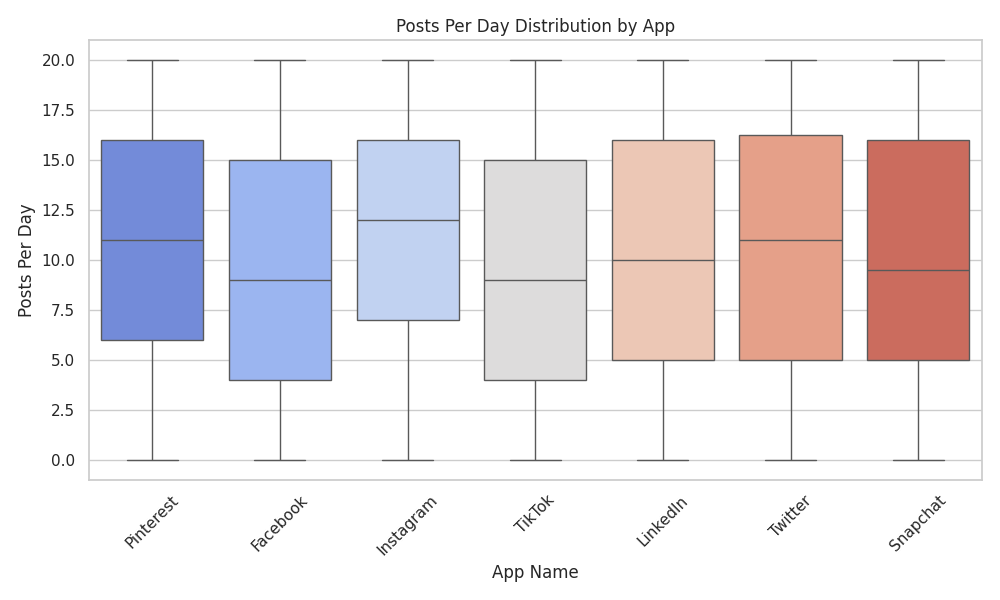 Posts Per Day Distribution by App
Posts Per Day
20.0
17.5
15.0
12.5
10.0
7.5
5.0
2.5
0.0
Pinterest
Facebook
Instagram
TikTok
LinkedIn
Twitter
Snapchat
App Name